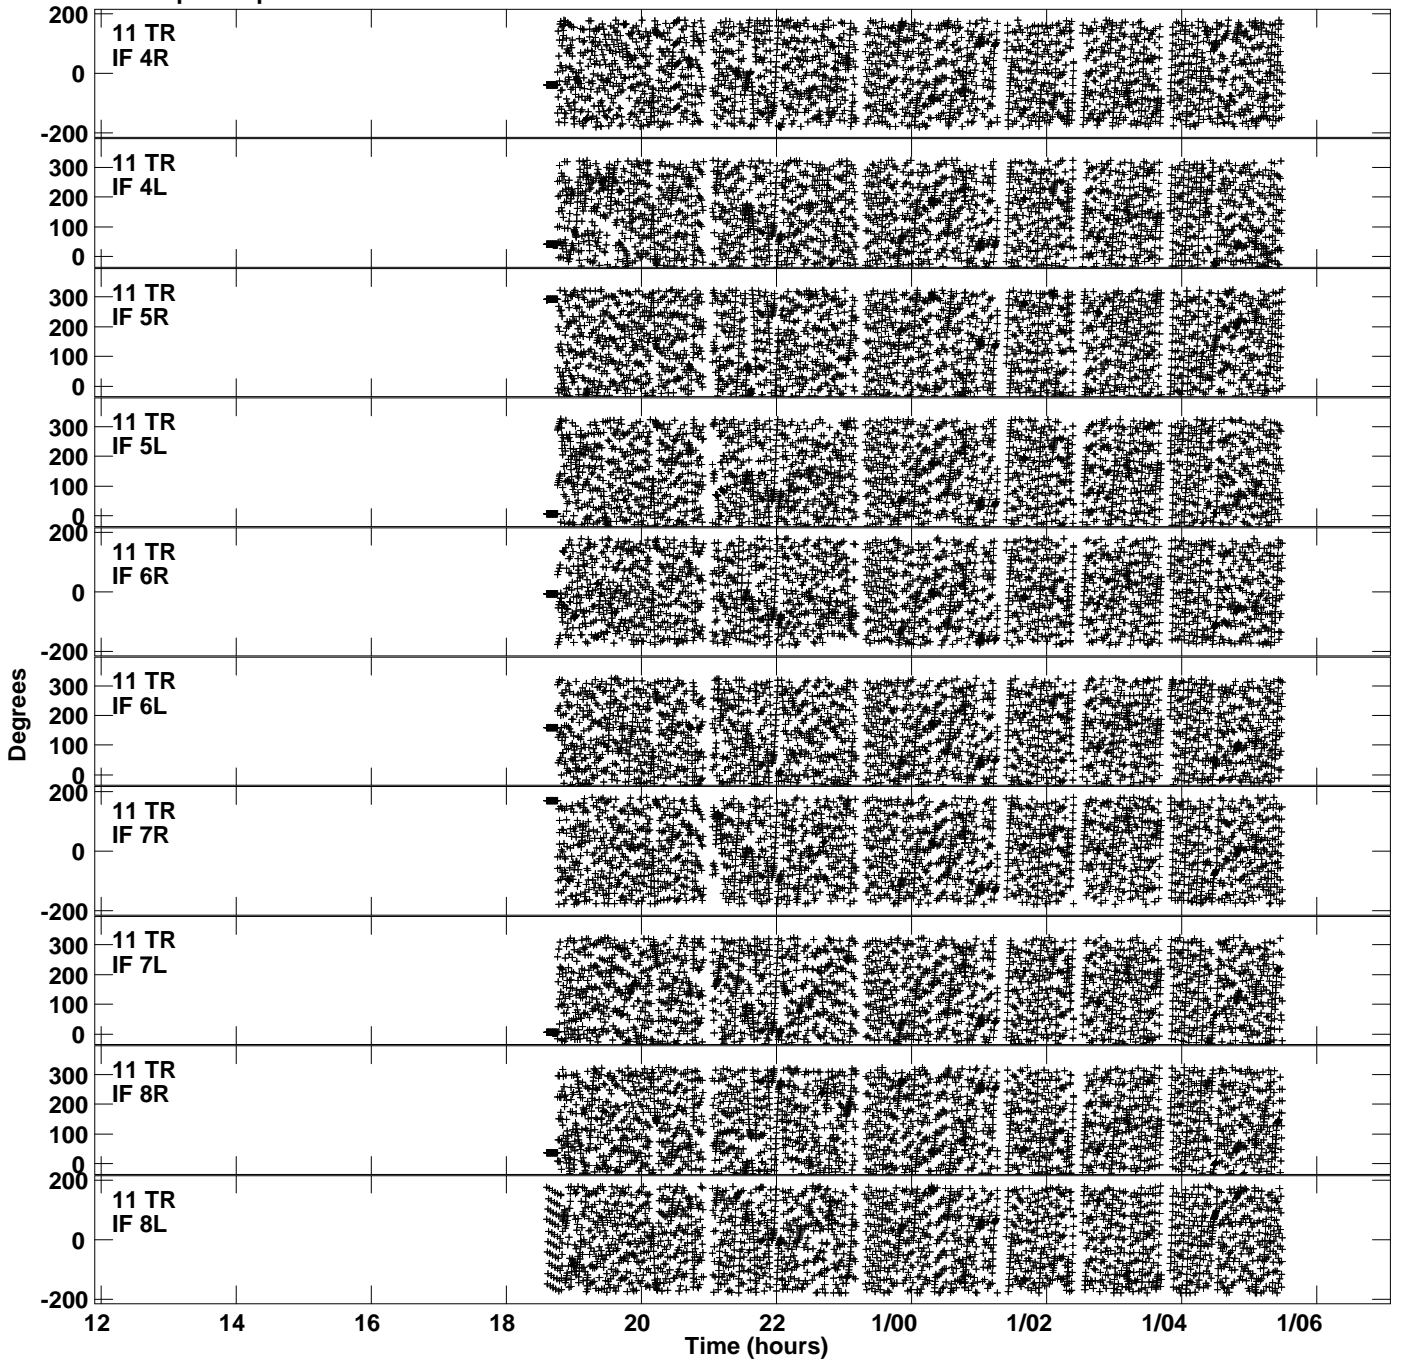 200
11 TR
IF 4R
0
-200
11 TR
300
IF 4L
200
100
0
11 TR
300
IF 5R
200
100
0
11 TR
300
IF 5L
200
100
0
200
11 TR
IF 6R
0
-200
11 TR
300
IF 6L
200
100
0
200
11 TR
IF 7R
0
-200
11 TR
300
IF 7L
200
100
0
11 TR
300
IF 8R
200
100
0
200
11 TR
IF 8L
0
-200
Degrees
12 14 16 18 20 22 1/00 1/02 1/04 1/06
Time (hours)